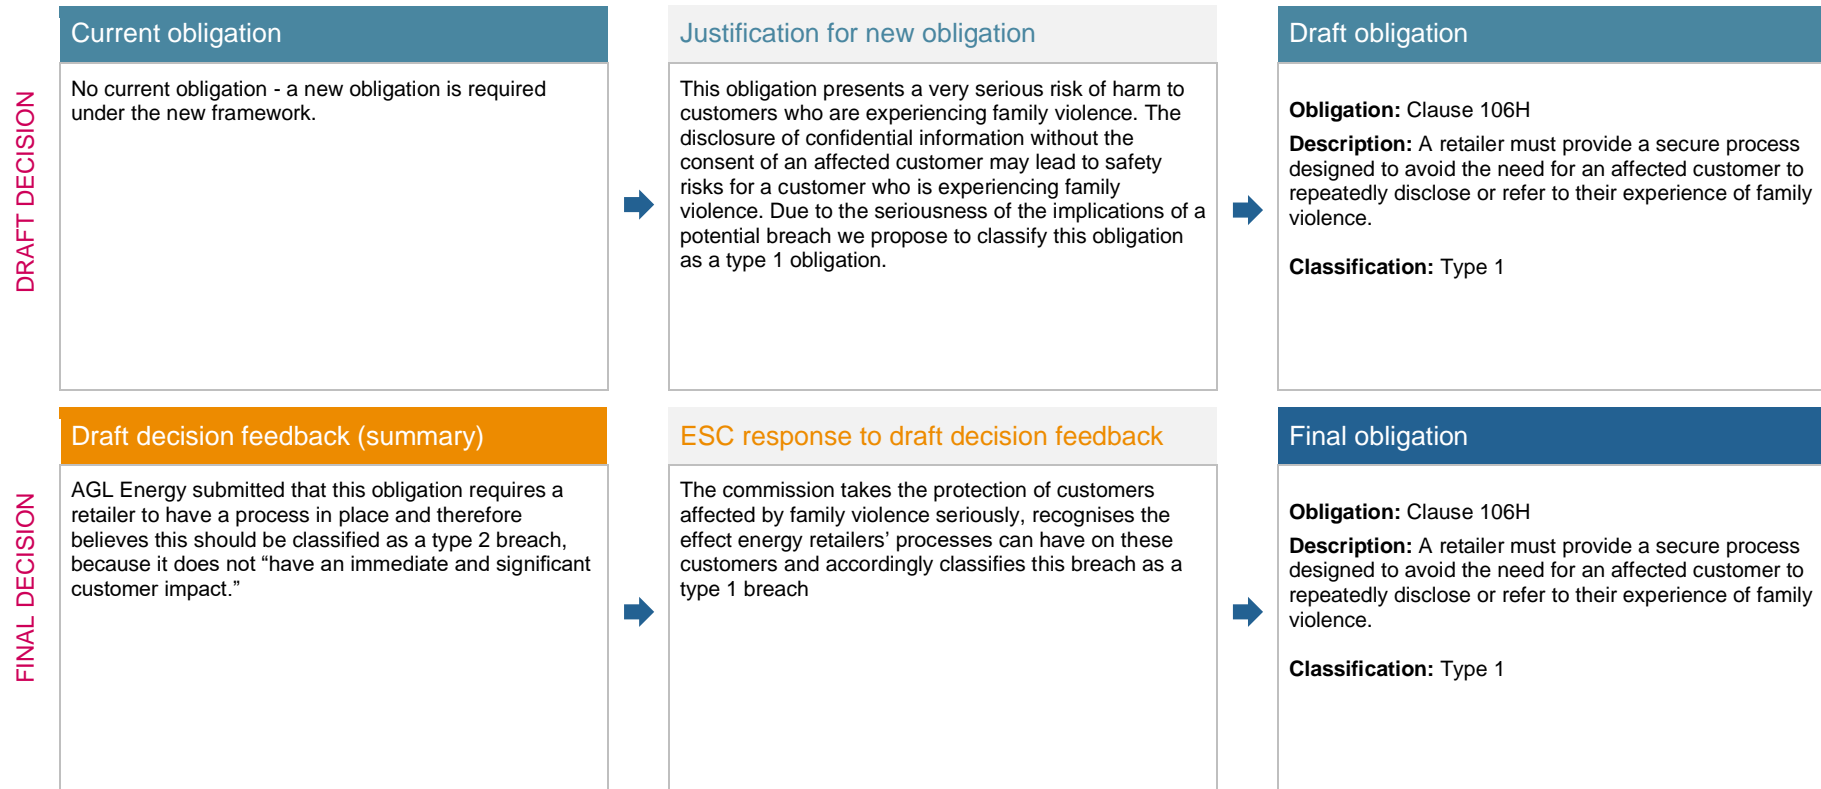 DRAFT DECISION
Current obligation
No current obligation - a new obligation is required
under the new framework.
Justification for new obligation
This obligation presents a very serious risk of harm to
customers who are experiencing family violence. The
disclosure of confidential information without the
consent of an affected customer may lead to safety
risks for a customer who is experiencing family
violence. Due to the seriousness of the implications of a
potential breach we propose to classify this obligation
as a type 1 obligation.
Draft obligation
Obligation: Clause 106H
Description: A retailer must provide a secure process
designed to avoid the need for an affected customer to
repeatedly disclose or refer to their experience of family
violence.
Classification: Type 1
FINAL DECISION
Draft decision feedback (summary)
AGL Energy submitted that this obligation requires a
retailer to have a process in place and therefore
believes this should be classified as a type 2 breach,
because it does not “have an immediate and significant
customer impact.”
ESC response to draft decision feedback
The commission takes the protection of customers
affected by family violence seriously, recognises the
effect energy retailers’ processes can have on these
customers and accordingly classifies this breach as a
type 1 breach
Final obligation
Obligation: Clause 106H
Description: A retailer must provide a secure process
designed to avoid the need for an affected customer to
repeatedly disclose or refer to their experience of family
violence.
Classification: Type 1